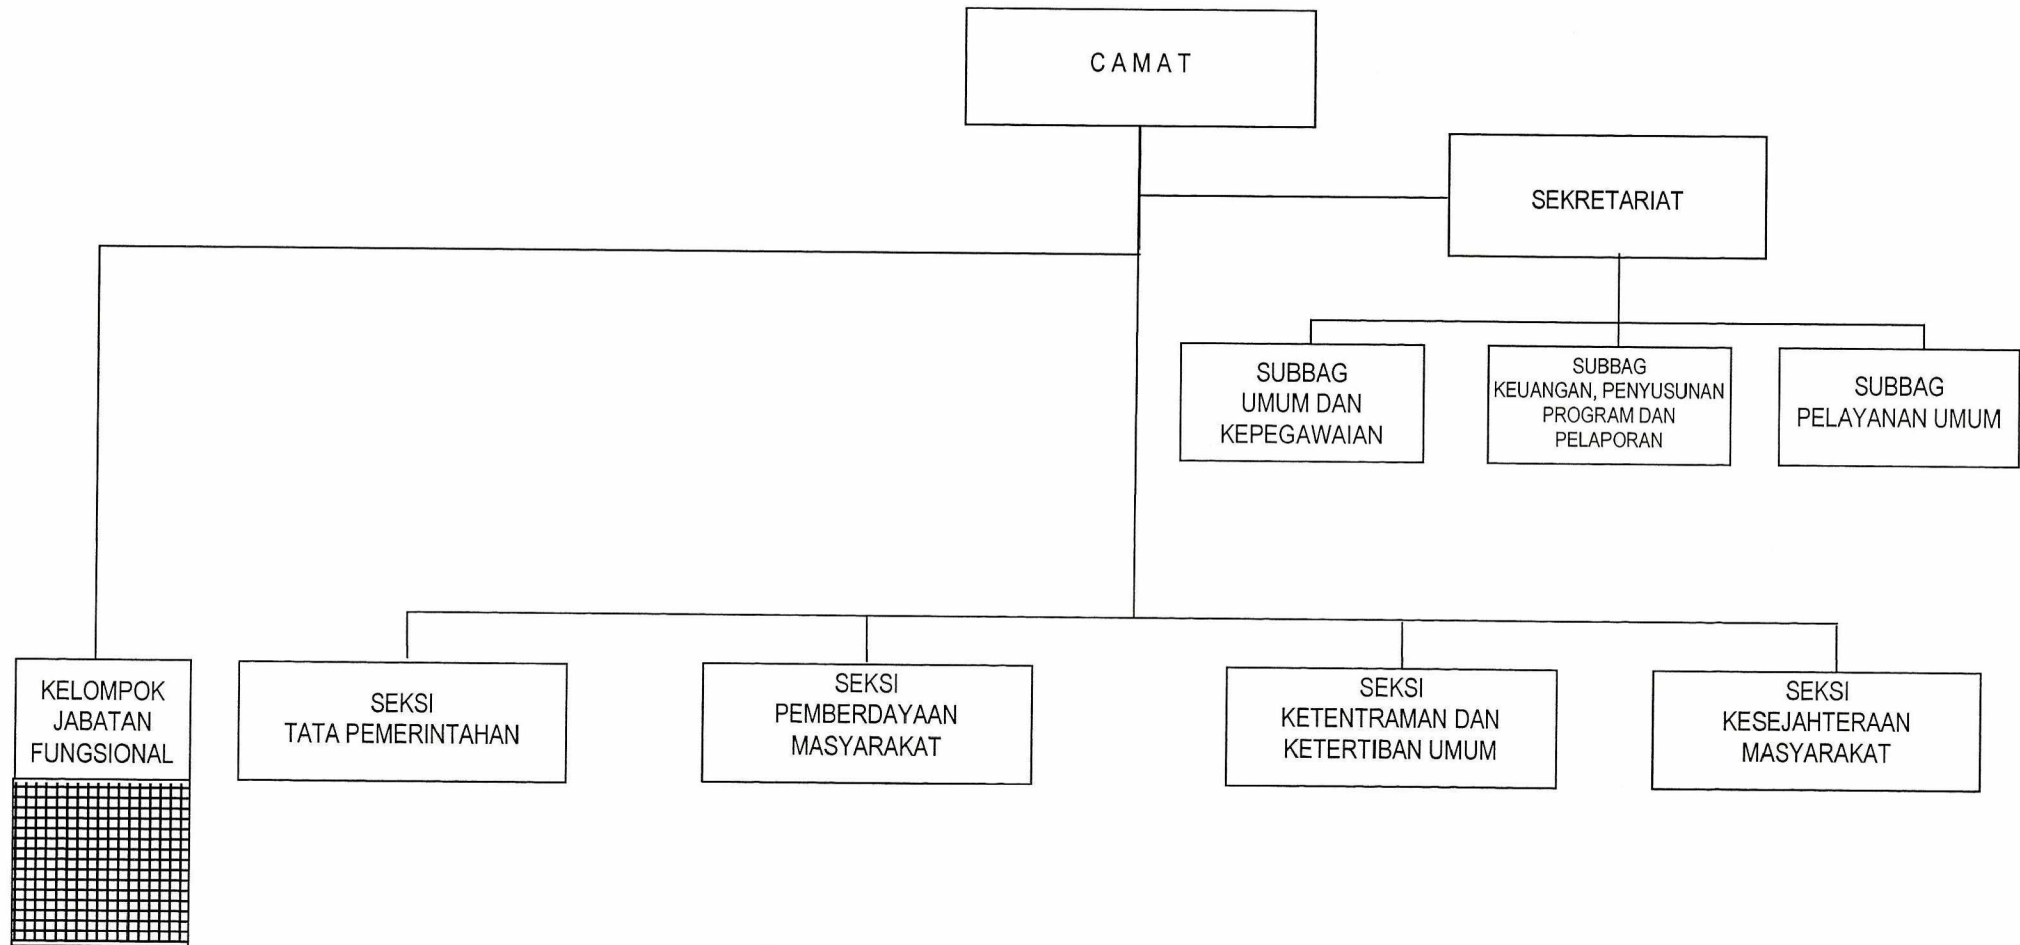 C A M A T
SEKRETARIAT
SUBBAG
UMUM DAN
KEPEGAWAIAN
SUBBAG
KEUANGAN, PENYUSUNAN
PROGRAM DAN
PELAPORAN
SUBBAG
PELAYANAN UMUM
KELOMPOK
JABATAN
FUNGSIONAL
SEKSI
TATA PEMERINTAHAN
SEKSI
PEMBERDAYAAN
MASYARAKAT
SEKSI
KETENTRAMAN DAN
KETERTIBAN UMUM
SEKSI
KESEJAHTERAAN
MASYARAKAT